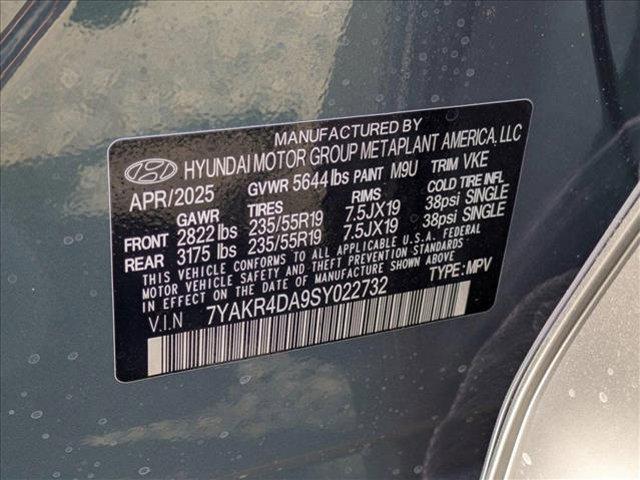 MANUFACTURED BY
HYUNDAI MOTOR GROUP METAPLANT AMERICA, LLC
APR/2025 GVWR 5644 lbs PAINT M9U TRIM VKE
GAWR TIRES RIMS COLD TIRE INFL
FRONT 2822 lbs 235/55R19 7.5JX19 38psi SINGLE
REAR 3175 lbs 235/55R19 7.5JX19 38psi SINGLE
THIS VEHICLE CONFORMS TO ALL APPLICABLE U.S.A. FEDERAL
MOTOR VEHICLE SAFETY, BUMPER, AND THEFT PREVENTION STANDARDS
IN EFFECT ON THE DATE OF MANUFACTURE SHOWN ABOVE.
V.I.N 7YAKR4DA9SY022732 TYPE: MPV